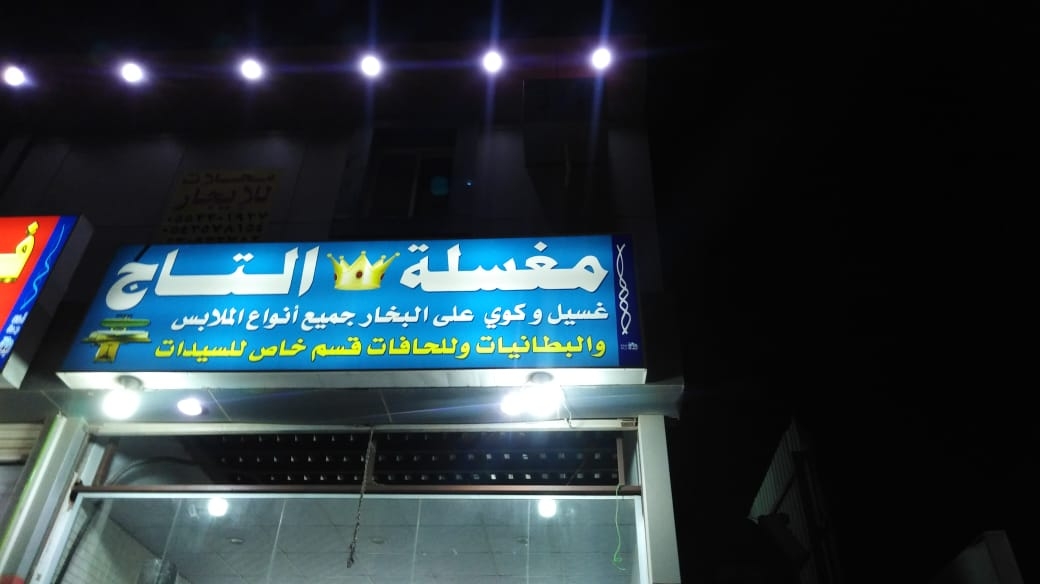 محلات
للايجار
مغسلة التاج
غسيل و كوي على البخار جميع أنواع الملابس
والبطانيات وللحافات قسم خاص للسيدات